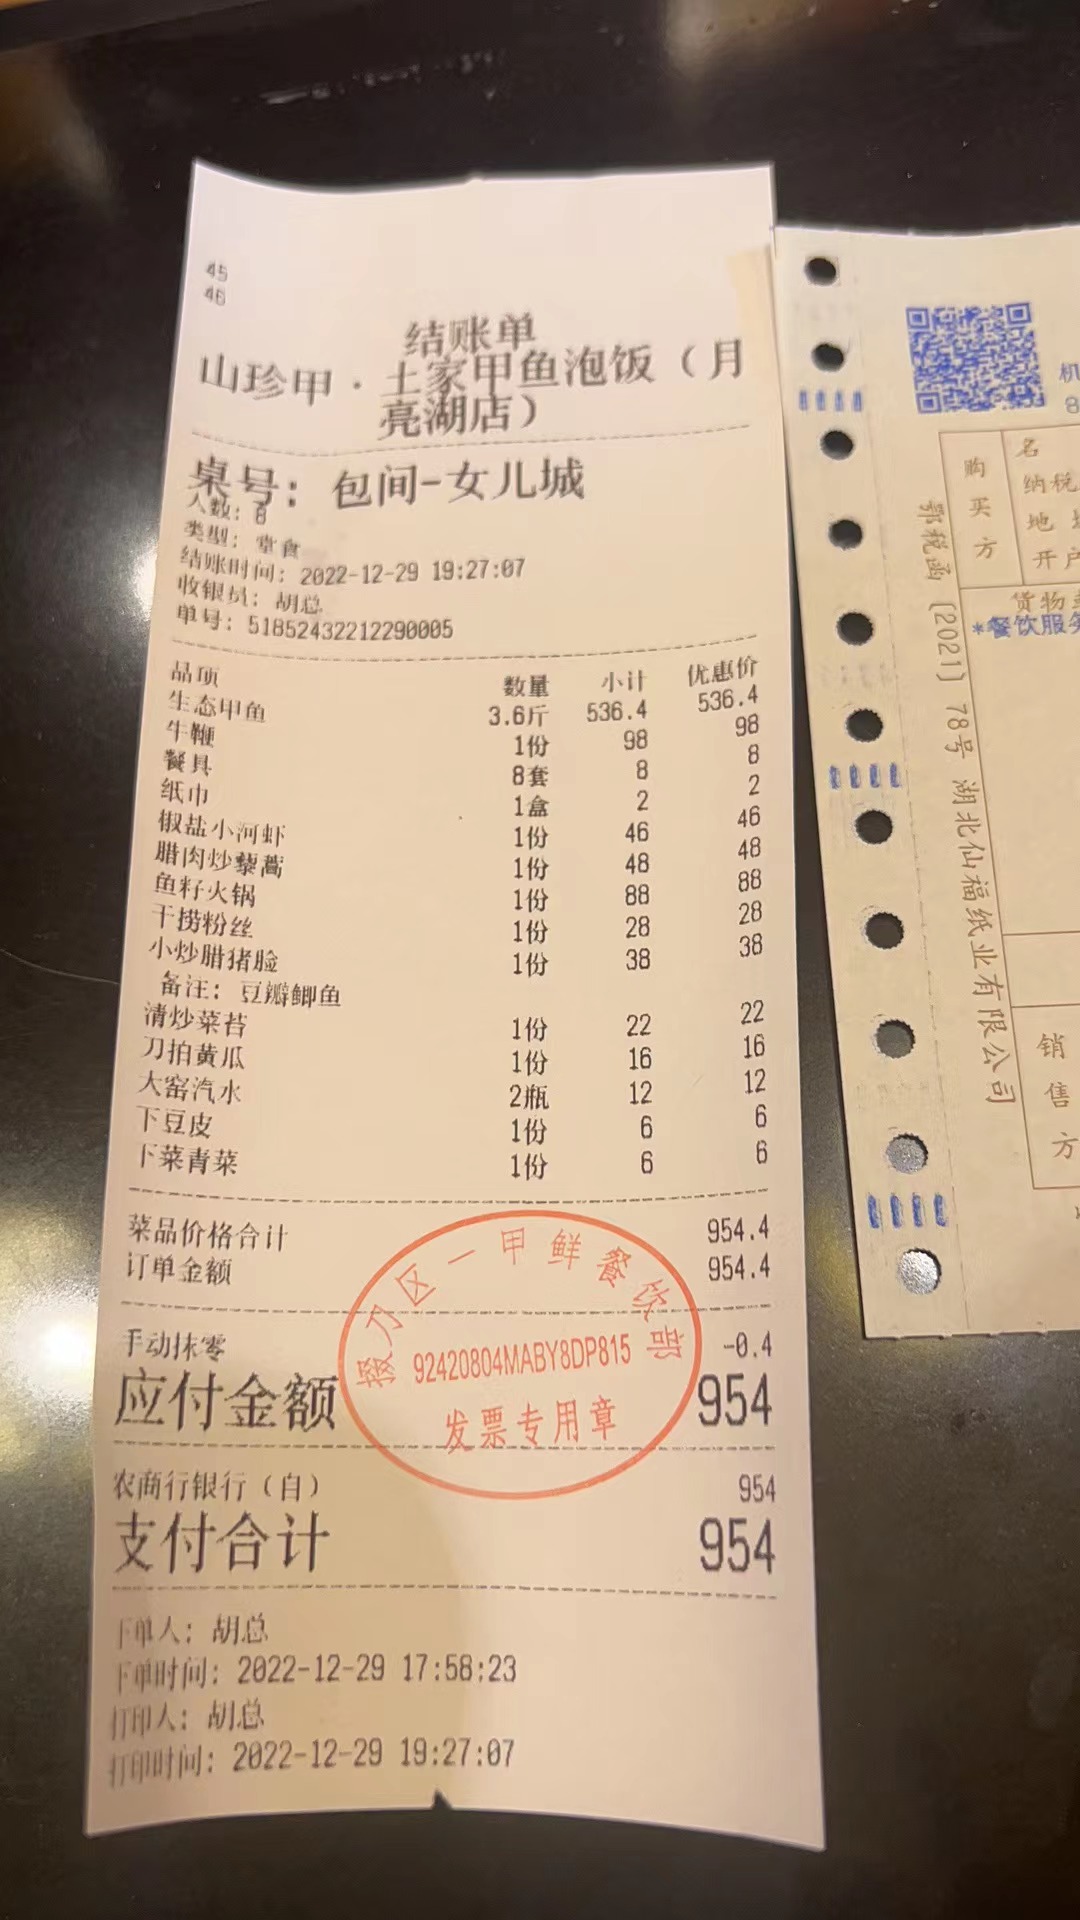 45
46
结账单
山珍甲·土家甲鱼泡饭（月
亮湖店）
桌号：包间-女儿城
人数：8
类型：堂食
结账时间：2022-12-29 19:27:07
收银员：胡总
单号：518524432212290005
品项 数量 小计 优惠价
生态甲鱼 3.6斤 536.4 536.4
牛鞭 1份 98 98
餐具 8套 8 8
纸巾 1盒 2 2
椒盐小河虾 1份 46 46
腊肉炒藜蒿 1份 48 48
鱼籽火锅 1份 88 88
干捞粉丝 1份 28 28
小炒腊猪脸 1份 38 38
备注：豆瓣鲫鱼
清炒菜苔 1份 22 22
刀拍黄瓜 1份 16 16
大窑汽水 2瓶 12 12
下豆皮 1份 6 6
下菜青菜 1份 6 6
菜品价格合计 954.4
订单金额 954.4
手动抹零 -0.4
应付金额 954
农商行银行（自） 954
支付合计 954
下单人：胡总
下单时间：2022-12-29 17:58:23
打印人：胡总
打印时间：2022-12-29 19:27:07
掇刀区一甲鲜餐饮部
92420804MABY8DP815
发票专用章
机
8
购买方
名
纳税
地
开户
货物
*餐饮服务
销售方
鄂税函〔2021〕78号 湖北仙福纸业有限公司